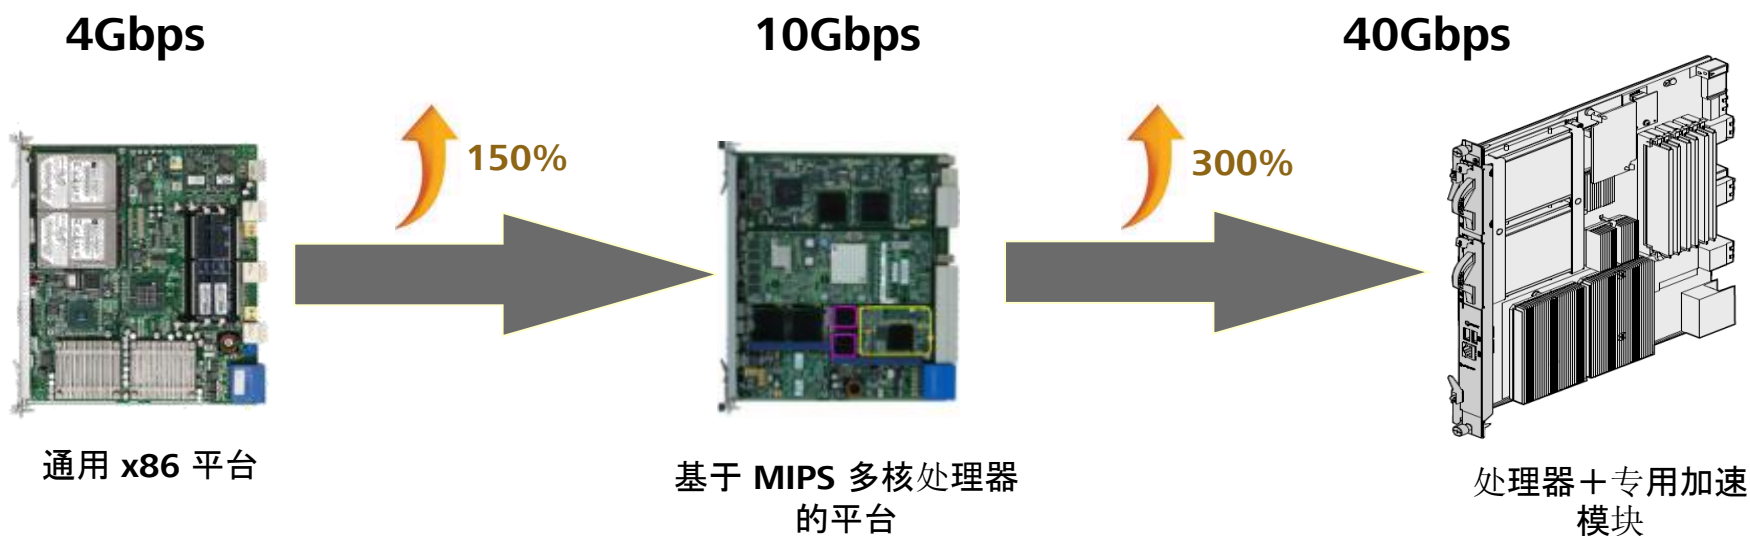 4Gbps
10Gbps
40Gbps
150%
300%
通用 x86 平台
基于 MIPS 多核处理器
的平台
处理器＋专用加速
模块